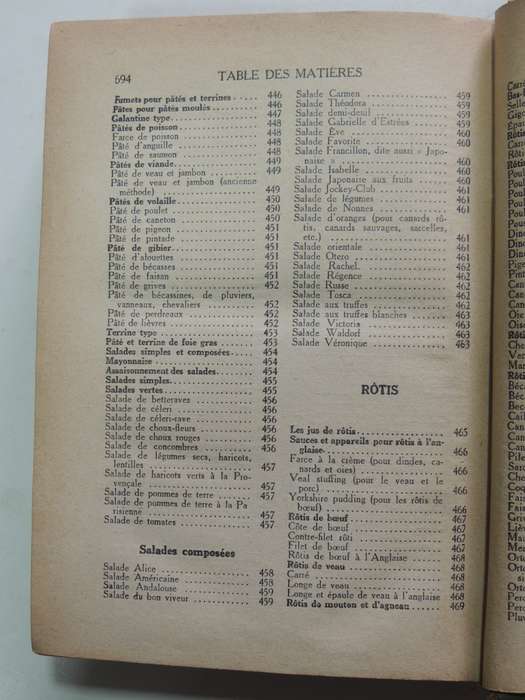 694
TABLE DES MATIÈRES
Fumets pour pâtés et terrines ..... 446
Pâtes pour pâtés moulés ..... 446
Galantine type ..... 447
Pâtés de poisson ..... 448
Farce de poisson ..... 448
Pâté d'anguille ..... 448
Pâté de saumon ..... 448
Pâtés de viande ..... 449
Pâté de veau et jambon ..... 449
Pâté de veau et jambon (ancienne
méthode) ..... 449
Pâtés de volaille ..... 450
Pâté de poulet ..... 450
Pâté de caneton ..... 450
Pâté de pigeon ..... 451
Pâté de pintade ..... 451
Pâté de gibier ..... 451
Pâté d'alouettes ..... 451
Pâté de bécasses ..... 451
Pâté de faisan ..... 451
Pâté de grives ..... 452
Pâté de bécassines, de pluviers,
vanneaux, chevaliers ..... 452
Pâté de perdreaux ..... 452
Pâté de lièvres ..... 452
Terrine type ..... 453
Pâté et terrine de foie gras ..... 453
Salades simples et composées ..... 454
Mayonnaise ..... 454
Assaisonnement des salades ..... 454
Salades simples ..... 455
Salades vertes ..... 455
Salade de betteraves ..... 456
Salade de céleri ..... 456
Salade de céleri-rave ..... 456
Salade de choux-fleurs ..... 456
Salade de choux rouges ..... 456
Salade de concombres ..... 456
Salade de légumes secs, haricots,
lentilles ..... 457
Salade de haricots verts à la Pro-
vençale ..... 457
Salade de pommes de terre ..... 457
Salade de pommes de terre à la Pa
risienne ..... 457
Salade de tomates ..... 457
Salades composées
Salade Alice ..... 458
Salade Américaine ..... 458
Salade Andalouse ..... 458
Salade du bon viveur ..... 459
Salade Carmen ..... 459
Salade Théodora ..... 459
Salade demi-deuil ..... 459
Salade Gabrielle d'Estrées ..... 459
Salade Ève ..... 460
Salade Favorite ..... 460
Salade Francillon, dite aussi « Japo-
naise » ..... 460
Salade Isabelle ..... 460
Salade Japonaise aux fruits ..... 460
Salade Jockey-Club ..... 461
Salade de légumes ..... 461
Salade de Nonnes ..... 461
Salade d'oranges (pour canards rô-
tis, canards sauvages, sarcelles,
etc.) ..... 461
Salade orientale ..... 461
Salade Otero ..... 461
Salade Rachel ..... 462
Salade Régence ..... 462
Salade Russe ..... 462
Salade Tosca ..... 462
Salade aux truffes ..... 462
Salade aux truffes blanches ..... 463
Salade Victoria ..... 463
Salade Waldorf ..... 463
Salade Véronique ..... 463
RÔTIS
Les jus de rôtis ..... 465
Sauces et appareils pour rôtis à l'an-
glaise ..... 466
Farce à la crème (pour dindes, ca-
nards et oies) ..... 466
Veal stuffing (pour le veau et le
porc) ..... 466
Yorkshire pudding (pour les rôtis de
bœuf) ..... 466
Rôtis de bœuf ..... 467
Côte de bœuf ..... 467
Contre-filet rôti ..... 467
Filet de bœuf ..... 467
Rôtis de bœuf à l'Anglaise ..... 468
Rôtis de veau ..... 468
Carré ..... 468
Longe de veau ..... 468
Longe et épaule de veau à l'anglaise 468
Rôtis de mouton et d'agneau ..... 469